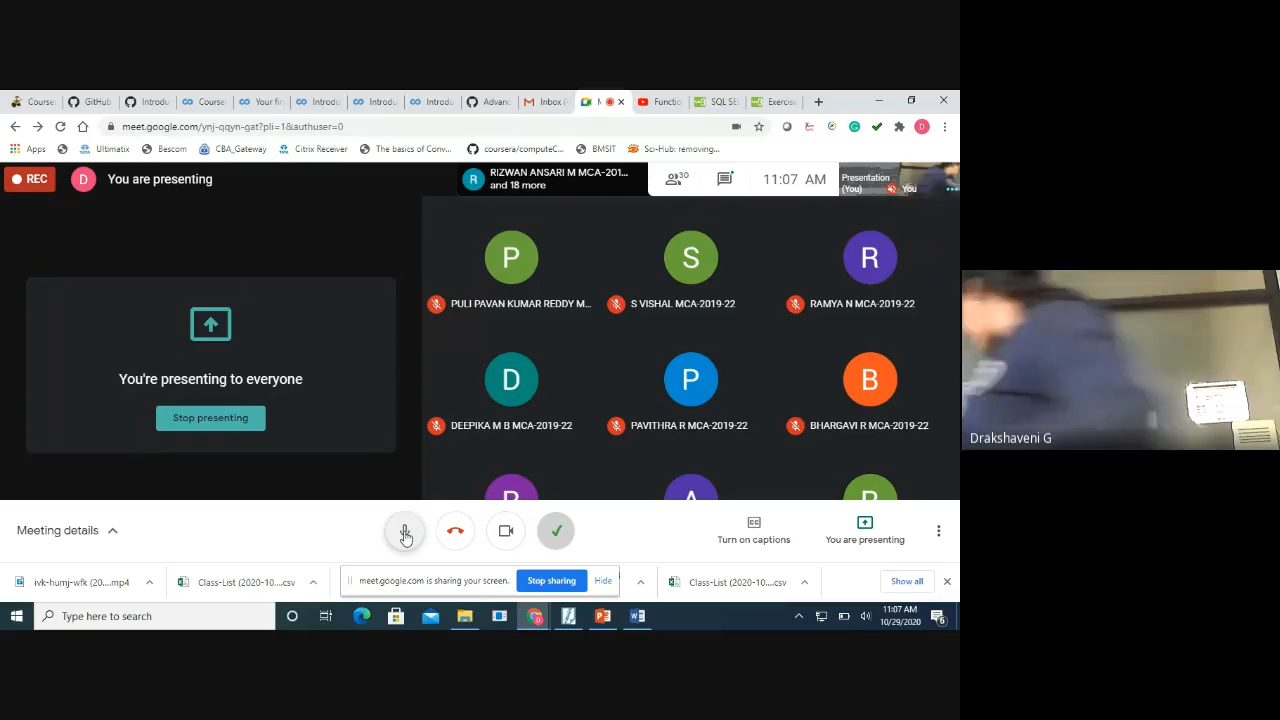 Course
GitHub
Introdu
Course
Your fir
Introdu
Introdu
Introdu
Advanc
Inbox (
Functio
SQL SE
Exercise
meet.google.com/ynj-qqyn-gat?pli=1&authuser=0
Apps
Ultimatix
Bescom
CBA_Gateway
Citrix Receiver
The basics of Conv...
coursera/computeC...
BMSIT
Sci-Hub: removing...
REC
D
You are presenting
R
RIZWAN ANSARI M MCA-201...
and 18 more
30
11:07 AM
Presentation
(You)
You
P
S
R
PULI PAVAN KUMAR REDDY M...
S VISHAL MCA-2019-22
RAMYA N MCA-2019-22
You're presenting to everyone
Stop presenting
D
P
B
DEEPIKA M B MCA-2019-22
PAVITHRA R MCA-2019-22
BHARGAVI R MCA-2019-22
Drakshaveni G
Meeting details
Turn on captions
You are presenting
ivk-humj-wfk (20....mp4
Class-List (2020-10....csv
meet.google.com is sharing your screen.
Stop sharing
Hide
Class-List (2020-10....csv
Show all
Type here to search
11:07 AM
10/29/2020
6